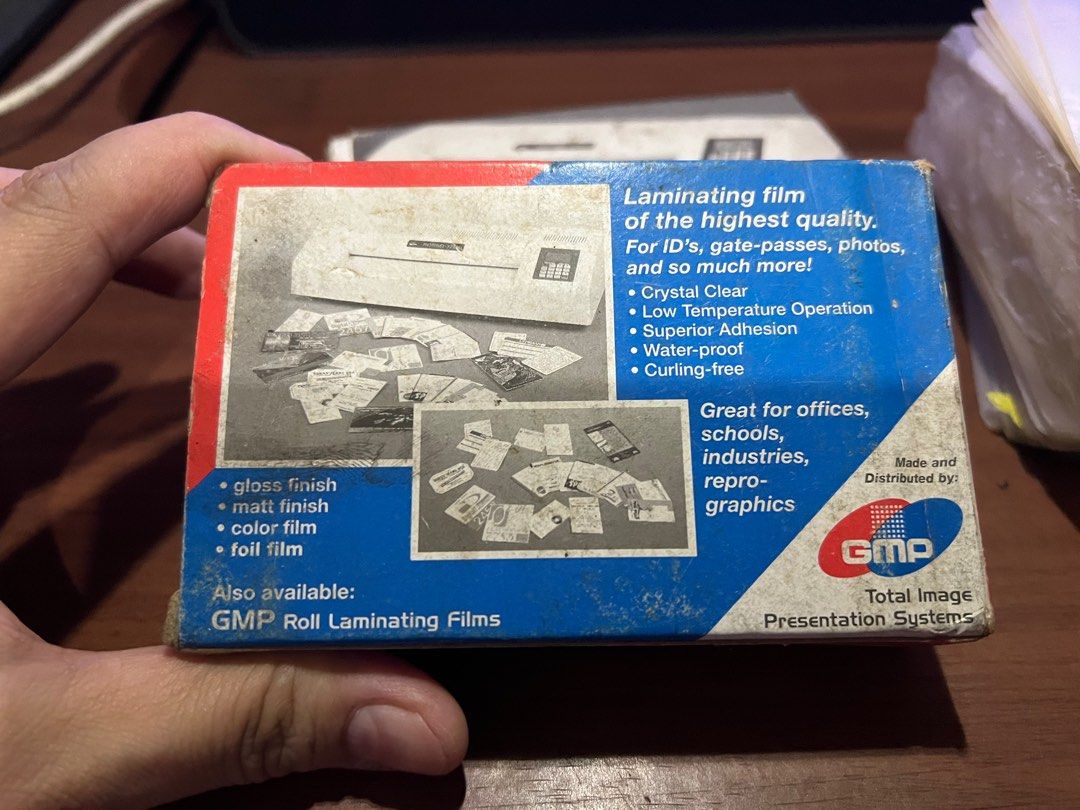 Laminating film
of the highest quality.
For ID's, gate-passes, photos,
and so much more!
• Crystal Clear
• Low Temperature Operation
• Superior Adhesion
• Water-proof
• Curling-free
Great for offices,
schools,
industries,
repro-
graphics
• gloss finish
• matt finish
• color film
• foil film
Also available:
GMP Roll Laminating Films
Made and
Distributed by:
GMP
Total Image
Presentation Systems